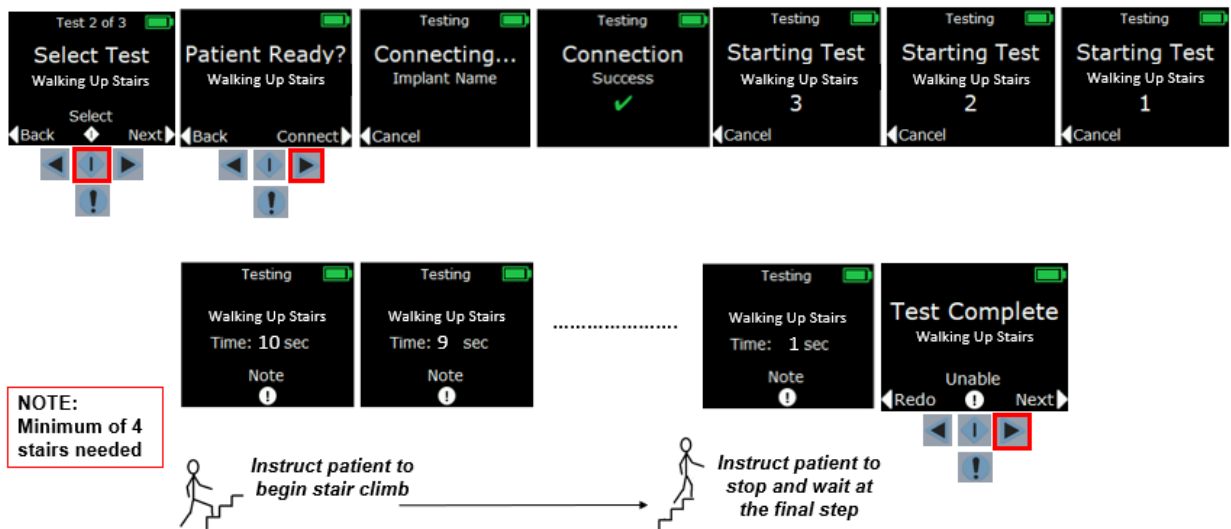 Test 2 of 3
Select Test
Walking Up Stairs
Select
Back Next
Patient Ready?
Walking Up Stairs
Back Connect
Testing
Connecting...
Implant Name
Cancel
Testing
Connection
Success
Testing
Starting Test
Walking Up Stairs
3
Cancel
Testing
Starting Test
Walking Up Stairs
2
Cancel
Testing
Starting Test
Walking Up Stairs
1
Cancel
Testing
Walking Up Stairs
Time: 10 sec
Note
!
Testing
Walking Up Stairs
Time: 9 sec
Note
!
.....................
Testing
Walking Up Stairs
Time: 1 sec
Note
!
Test Complete
Walking Up Stairs
Unable
Redo ! Next
NOTE:
Minimum of 4
stairs needed
Instruct patient to
begin stair climb
Instruct patient to
stop and wait at
the final step